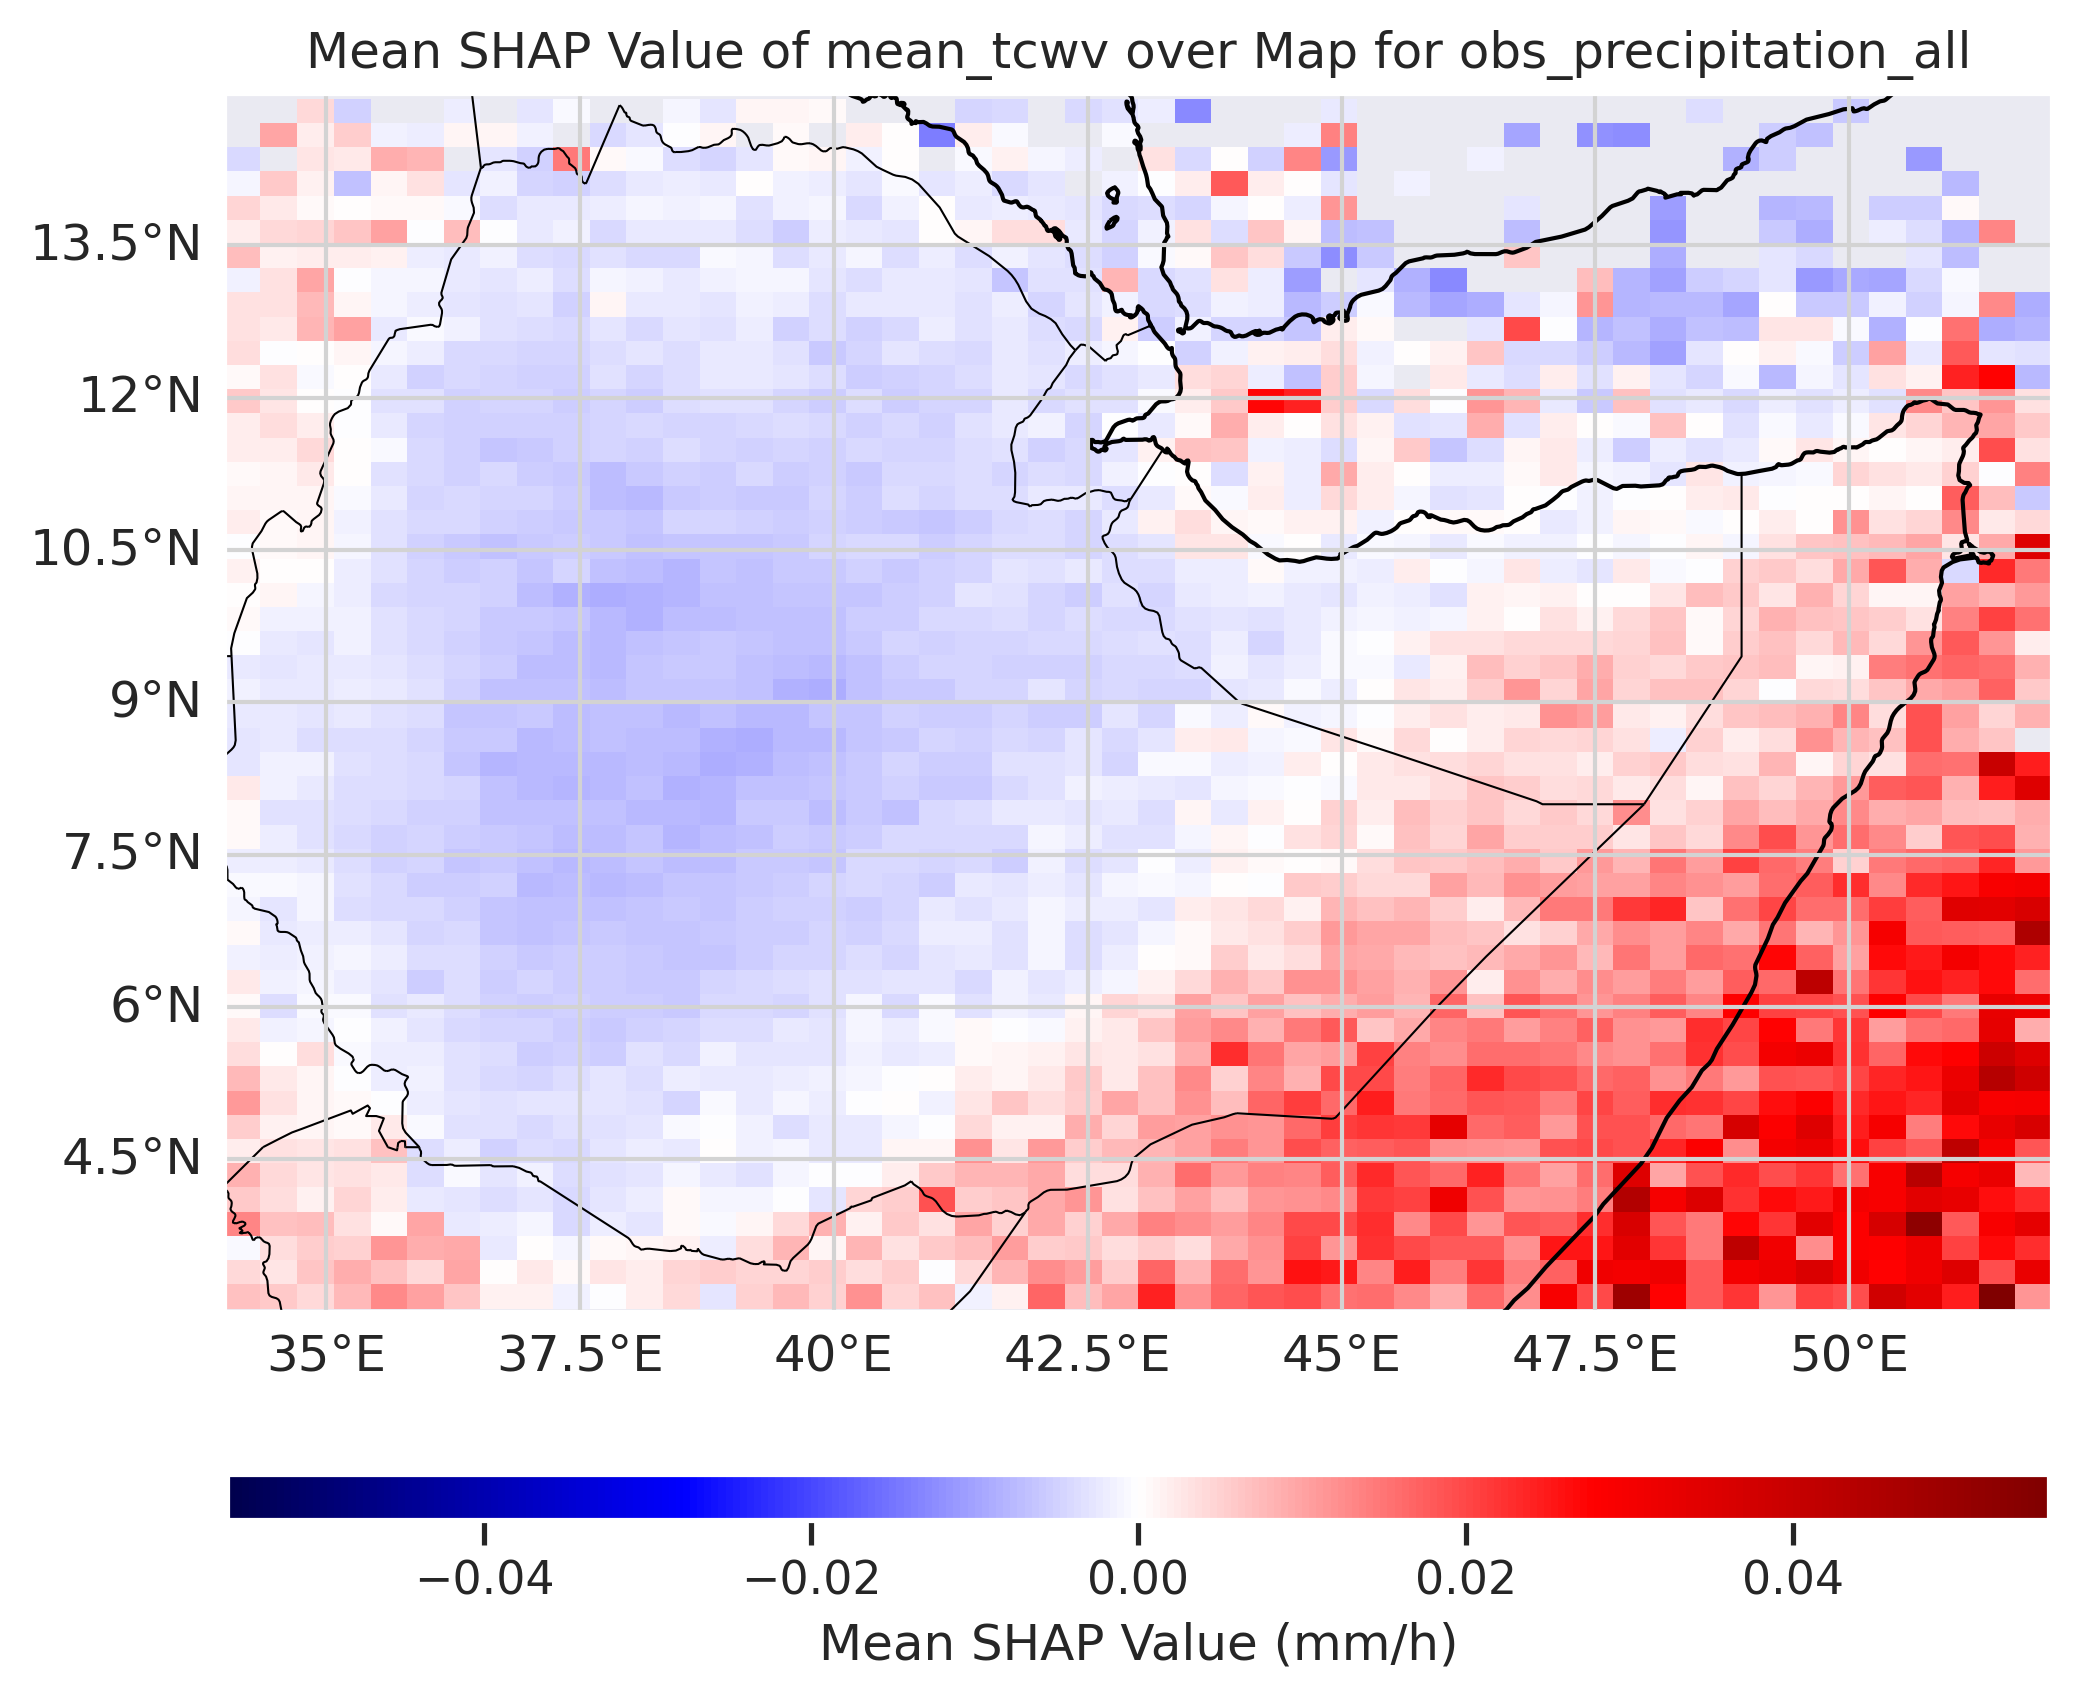 Mean SHAP Value of mean_tcwv over Map for obs_precipitation_all
13.5°N
12°N
10.5°N
9°N
7.5°N
6°N
4.5°N
35°E 37.5°E 40°E 42.5°E 45°E 47.5°E 50°E
−0.04 −0.02 0.00 0.02 0.04
Mean SHAP Value (mm/h)